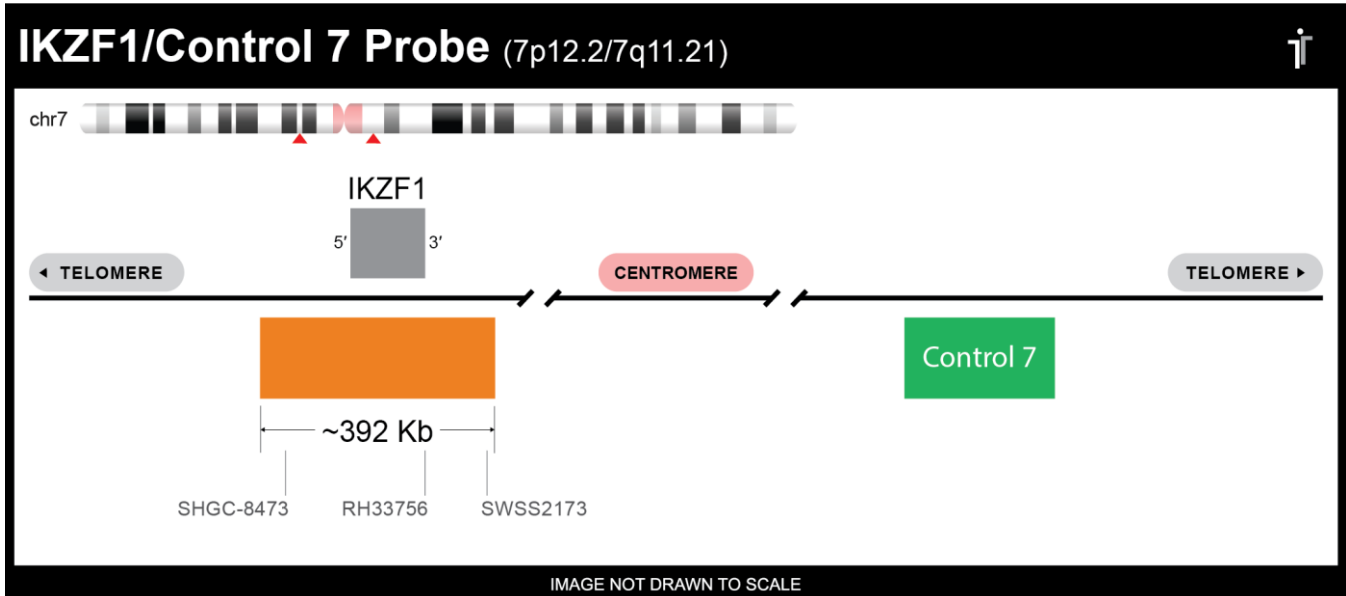 IKZF1/Control 7 Probe (7p12.2/7q11.21)
chr7
IKZF1
5′ 3′
TELOMERE CENTROMERE TELOMERE
Control 7
~392 Kb
SHGC-8473 RH33756 SWSS2173
IMAGE NOT DRAWN TO SCALE